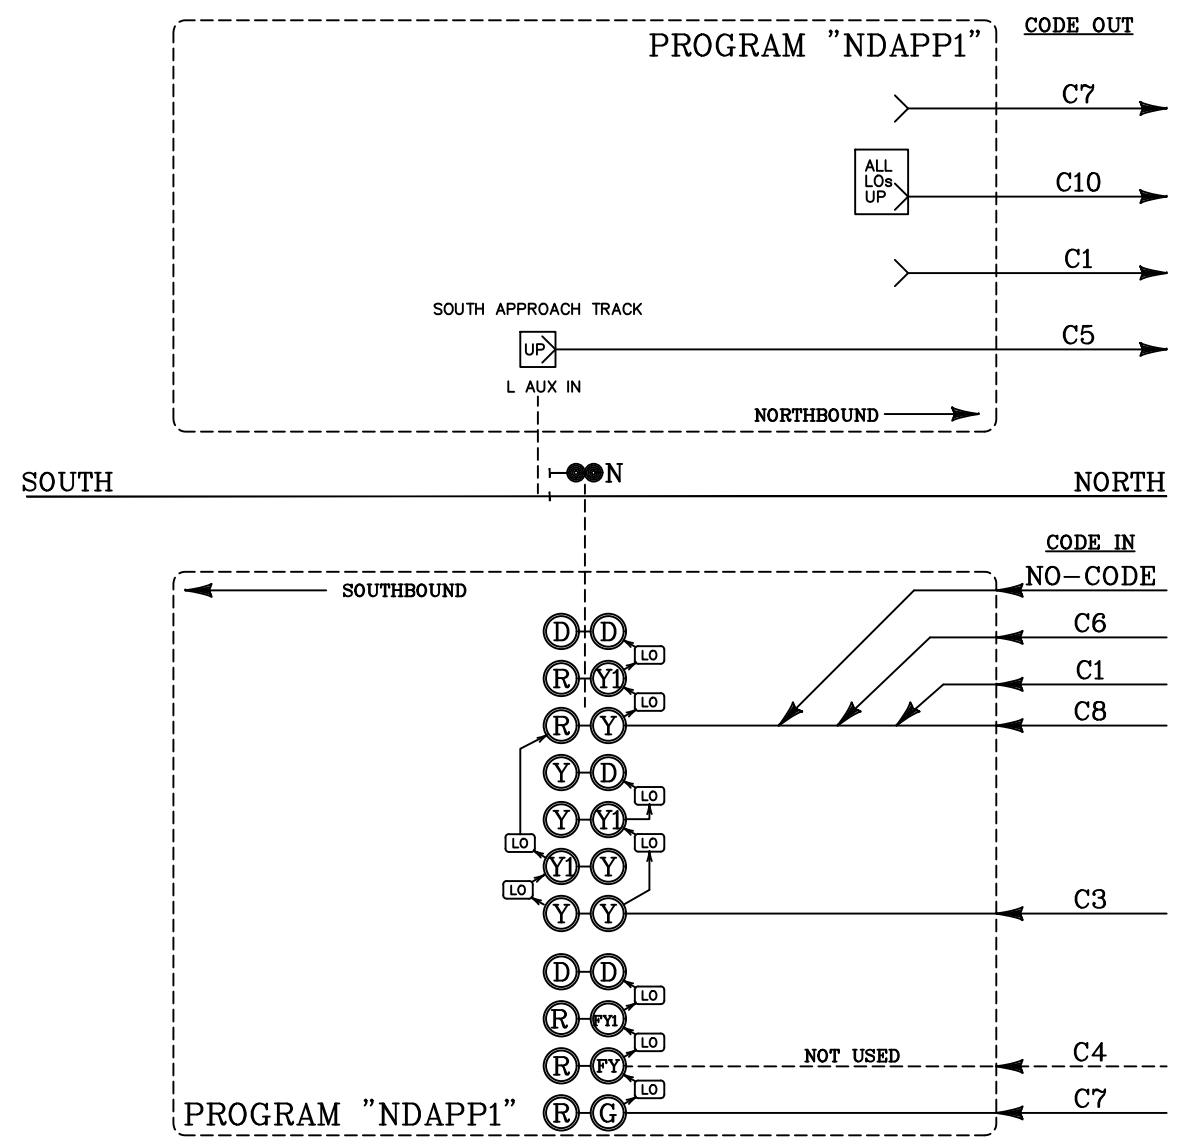 CODE OUT
PROGRAM "NDAPP1"
C7
ALL
LOs
UP
C10
C1
SOUTH APPROACH TRACK
UP
C5
L AUX IN
NORTHBOUND
N
SOUTH
NORTH
CODE IN
NO-CODE
SOUTHBOUND
C6
D D
LO
C1
R Y1
LO
C8
R Y
Y D
LO
Y Y1
LO LO
Y1 Y
LO
C3
Y Y
D D
LO
R FY1
LO
NOT USED
C4
R FY
LO
C7
PROGRAM "NDAPP1"
R G